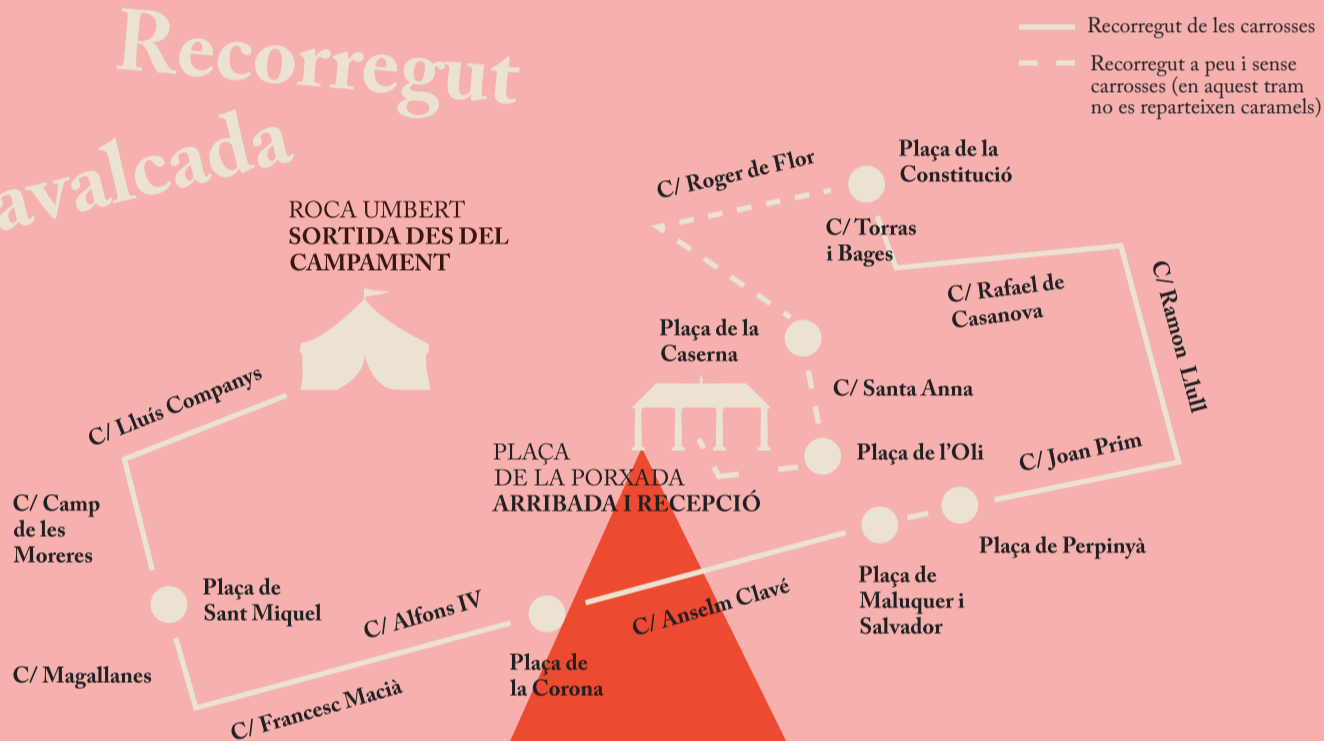 Recorregut
avalcada
Recorregut de les carrosses
Recorregut a peu i sense
carrosses (en aquest tram
no es reparteixen caramels)
ROCA UMBERT
SORTIDA DES DEL
CAMPAMENT
C/ Lluís Companys
C/ Camp
de les
Moreres
Plaça de
Sant Miquel
C/ Magallanes
C/ Francesc Macià
C/ Alfons IV
Plaça de
la Corona
C/ Anselm Clavé
Plaça de
Maluquer i
Salvador
Plaça de Perpinyà
C/ Joan Prim
C/ Ramon Llull
C/ Rafael de
Casanova
C/ Torras
i Bages
Plaça de la
Constitució
C/ Roger de Flor
Plaça de la
Caserna
C/ Santa Anna
Plaça de l'Oli
PLAÇA
DE LA PORXADA
ARRIBADA I RECEPCIÓ